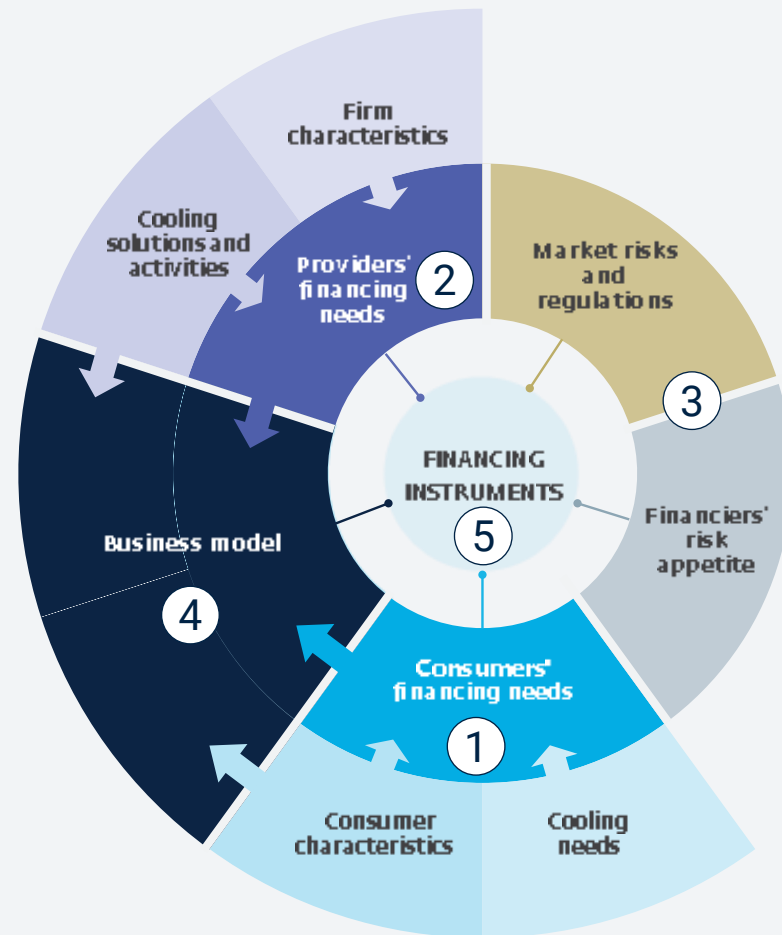 Firm
characteristics
Cooling
solutions and
activities
Providers'
financing
needs
2
Market risks
and
regulations
3
FINANCING
INSTRUMENTS
5
Financiers'
risk
appetite
Business model
4
Consumers'
financing needs
1
Consumer
characteristics
Cooling
needs